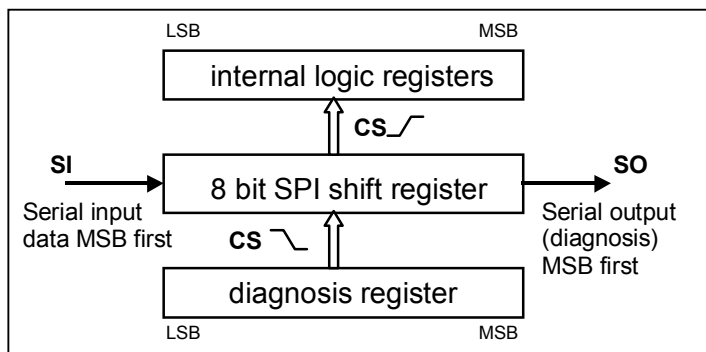 LSB MSB
internal logic registers
CS
SI
SO
8 bit SPI shift register
Serial input
data MSB first
Serial output
(diagnosis)
MSB first
CS
diagnosis register
LSB MSB